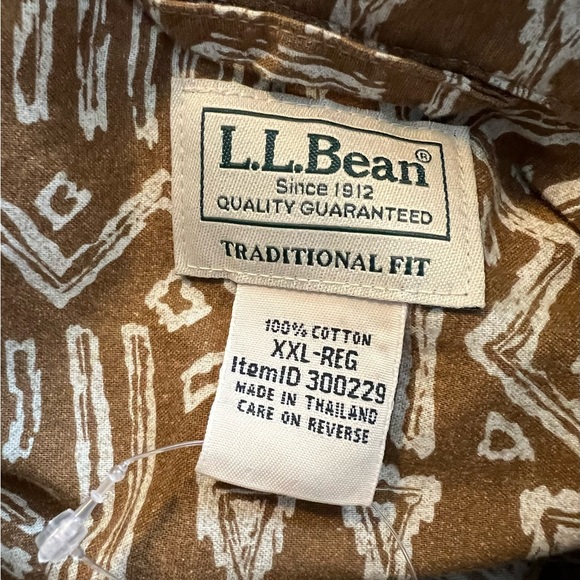 L.L.Bean®
Since 1912
QUALITY GUARANTEED
TRADITIONAL FIT
100% COTTON
XXL-REG
ItemID 300229
MADE IN THAILAND
CARE ON REVERSE